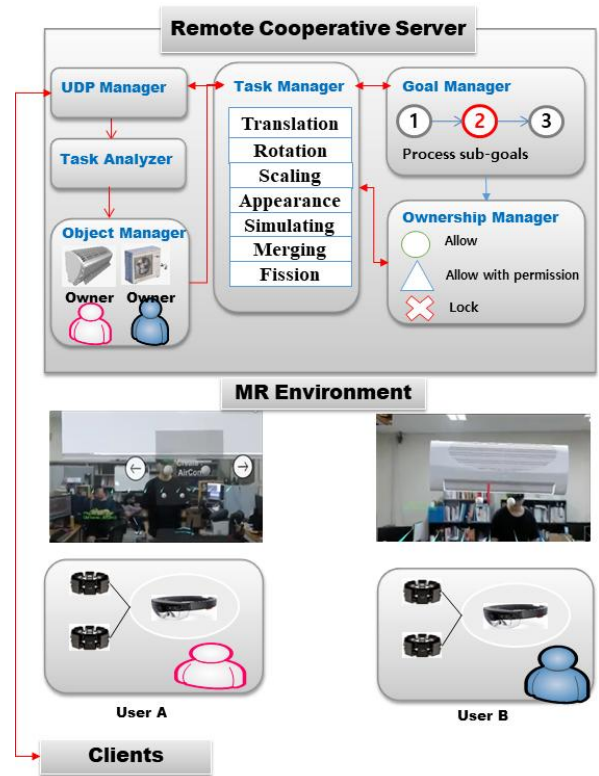 Remote Cooperative Server
UDP Manager
Task Analyzer
Object Manager
Owner Owner
Task Manager
Translation
Rotation
Scaling
Appearance
Simulating
Merging
Fission
Goal Manager
1 2 3
Process sub-goals
Ownership Manager
Allow
Allow with permission
Lock
MR Environment
AirCon
User A
User B
Clients